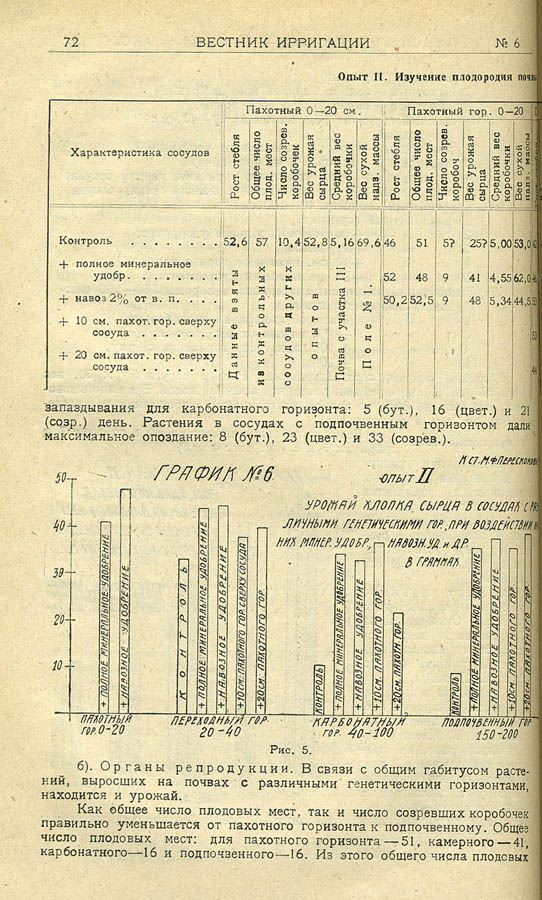 72 ВЕСТНИК ИРРИГАЦИИ № 6
Опыт II. Изучение плодородия
Характеристика сосудов
Пахотный 0—20 см.
Пахотный гор. 0—20
Рост стебля
Общее число плод. мест
Число созрев. коробочек
Вес урожая сырца
Средний вес коробочки
Вес сухой надз. массы
Рост стебля
Общее число плод. мест
Число созрев. коробоч
Вес урожая сырца
Средний вес коробочки
Вес сухой надз. массы
Контроль . . . . . . . . 52,6 57 10,4 52,8 5,16 69,6 46 51 5? 25? 5,00 53,0
+ полное минеральное
удобр. . . . . . . . . 52 48 9 41 4,55 62,0
+ навоз 2% от в. п. . . . . 50,2 52,5 9 48 5,34 44,5
+ 10 см. пахот. гор. сверху
сосуда . . . . . . .
+ 20 см. пахот. гор. сверху
сосуда . . . . . . .
Данные взяты
из контрольных
сосудов других
опытов
Почва с участка III
Поле № 1.
запаздывания для карбонатного горизонта: 5 (бут.), 16 (цвет.) и 21
(созр.) день. Растения в сосудах с подпочвенным горизонтом дали
максимальное опоздание: 8 (бут.), 23 (цвет.) и 33 (созрев.).
ГРАФИК №6
ОПЫТ II
УРОЖАЙ ХЛОПКА СЫРЦА В СОСУДАХ С
ЛИЧНЫМИ ГЕНЕТИЧЕСКИМИ ГОР., ПРИ ВОЗДЕЙСТВИИ
НИХ МИНЕР. УДОБР., НАВОЗН. УД. И ДР.
В ГРАММАХ
50
40
30
20
10
+ ПОЛНОЕ МИНЕРАЛЬНОЕ УДОБРЕНИЕ
+ НАВОЗНОЕ УДОБРЕНИЕ
КОНТРОЛЬ
+ ПОЛНОЕ МИНЕРАЛЬНОЕ УДОБРЕНИЕ
+ НАВОЗНОЕ УДОБРЕНИЕ
+10СМ. ПАХОТНОГО ГОР. СВЕРХУ СОСУДА
+20СМ. ПАХОТНОГО ГОР.
КОНТРОЛЬ
+ ПОЛНОЕ МИНЕРАЛЬНОЕ УДОБРЕНИЕ
+ НАВОЗНОЕ УДОБРЕНИЕ
+10СМ. ПАХОТНОГО ГОР.
+20СМ. ПАХОТН. ГОР.
КОНТРОЛЬ
+ ПОЛНОЕ МИНЕРАЛЬНОЕ УДОБРЕНИЕ
+ НАВОЗНОЕ УДОБРЕНИЕ
+10СМ ПАХОТНОГО ГОР.
+20СМ. ПАХОТНОГО ГОР
ПАХОТНЫЙ
ГОР. 0-20
ПЕРЕХОДНЫЙ ГОР
20-40
КАРБОНАТНЫЙ
ГОР. 40-100
ПОДПОЧВЕННЫЙ ГОР
150-200
Рис. 5.
б). Органы репродукции. В связи с общим габитусом расте-
ний, выросших на почвах с различными генетическими горизонтами,
находится и урожай.
Как общее число плодовых мест, так и число созревших коробочек
правильно уменьшается от пахотного горизонта к подпочвенному. Общее
число плодовых мест: для пахотного горизонта—51, камерного—41,
карбонатного—16 и подпочвенного—16. Из этого общего числа плодовых